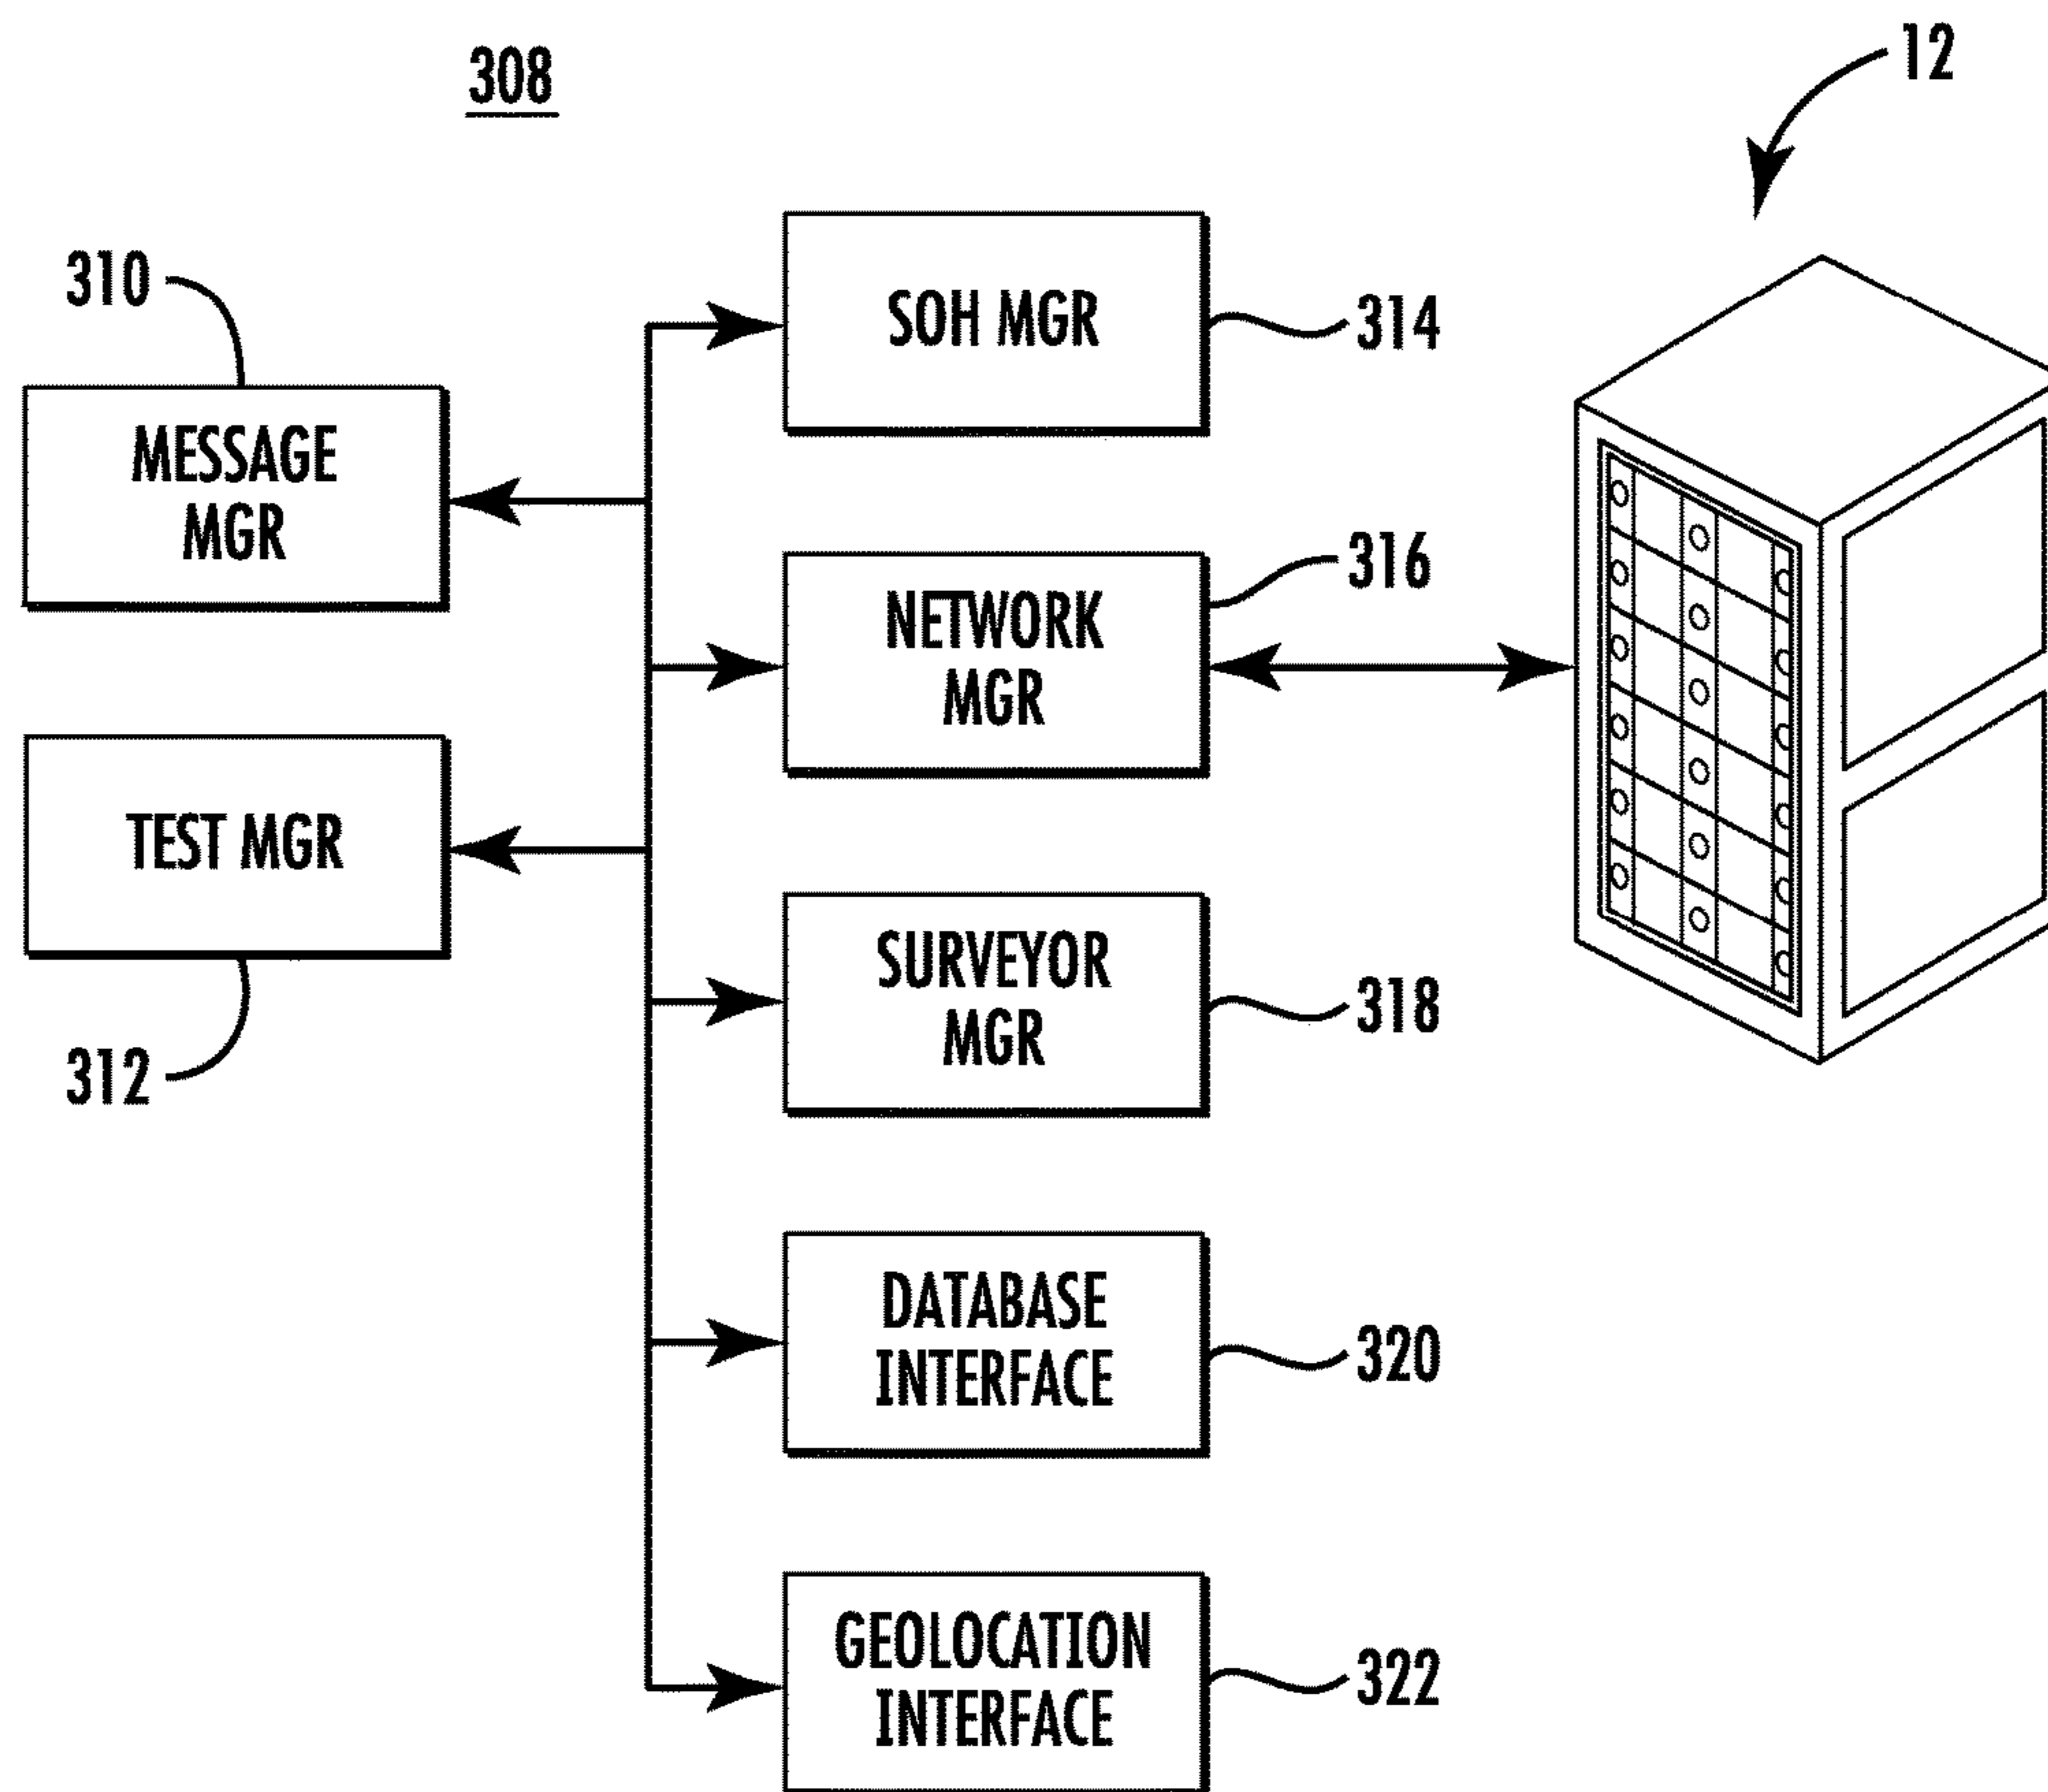 308
12
310
SOH MGR
314
MESSAGE
MGR
316
NETWORK
MGR
TEST MGR
312
SURVEYOR
MGR
318
DATABASE
INTERFACE
320
GEOLOCATION
INTERFACE
322